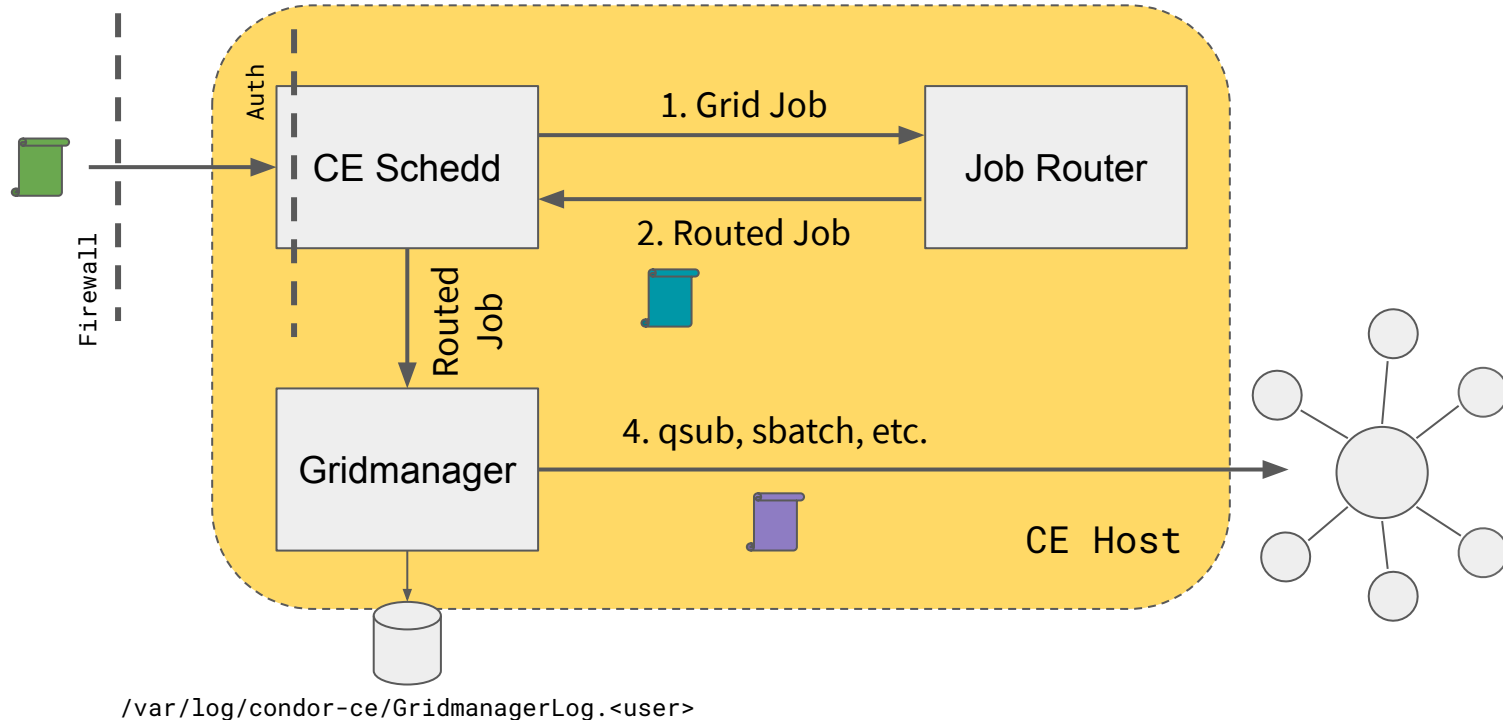 Auth
1. Grid Job
CE Schedd
Job Router
2. Routed Job
Firewall
Routed
Job
4. qsub, sbatch, etc.
Gridmanager
CE Host
/var/log/condor-ce/GridmanagerLog.<user>